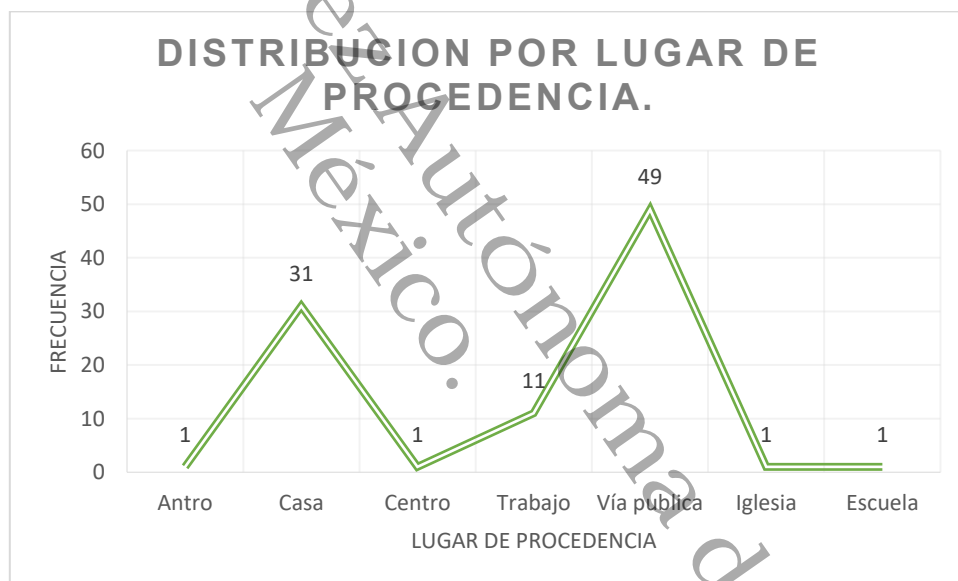 DISTRIBUCION POR LUGAR DE
PROCEDENCIA.
60
50
40
30
20
10
0
FRECUENCIA
1
31
1
11
49
1
1
Antro
Casa
Centro
Trabajo
Vía publica
Iglesia
Escuela
LUGAR DE PROCEDENCIA
Autónoma d
México.